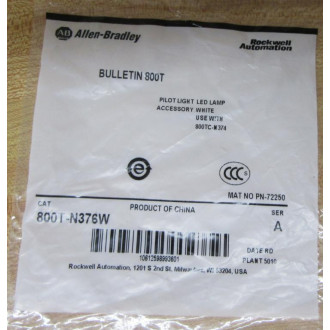 AB Allen-Bradley
Rockwell
Automation
BULLETIN 800T
PILOT LIGHT LED LAMP
ACCESSORY WHITE
USE WITH
800TC-N374
CCC
MAT NO PN-72250
CAT
PRODUCT OF CHINA
SER
800T-N376W
A
DATE RD
PLANT
Rockwell Automation, 1201 S 2nd St, Milwaukee, WI 53204, USA